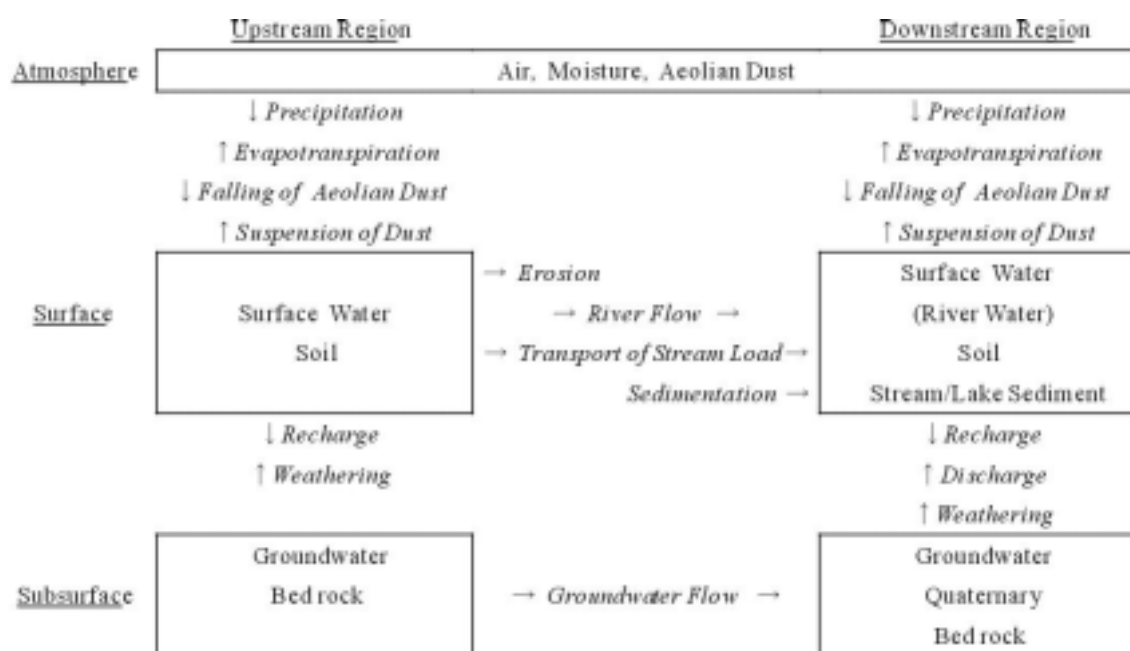 Upstream Region Downstream Region
Atmosphere Air, Moisture, Aeolian Dust
↓ Precipitation ↓ Precipitation
↑ Evapotranspiration ↑ Evapotranspiration
↓ Falling of Aeolian Dust ↓ Falling of Aeolian Dust
↑ Suspension of Dust ↑ Suspension of Dust
→ Erosion Surface Water
Surface Surface Water → River Flow → (River Water)
Soil → Transport of Stream Load → Soil
Sedimentation → Stream/Lake Sediment
↓ Recharge ↓ Recharge
↑ Weathering ↑ Discharge
↑ Weathering
Groundwater Groundwater
Subsurface Bed rock → Groundwater Flow → Quaternary
Bed rock